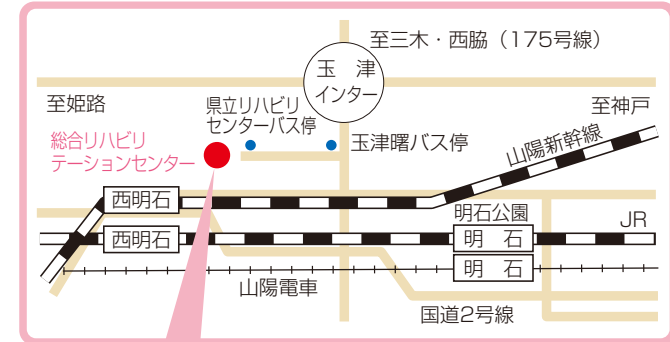 至三木・西脇（175号線）
玉　津
インター
至姫路
県立リハビリ
センターバス停
至神戸
総合リハビリ
テーションセンター
玉津曙バス停
山陽新幹線
西明石
明石公園
JR
西明石
明　石
明　石
山陽電車
国道2号線